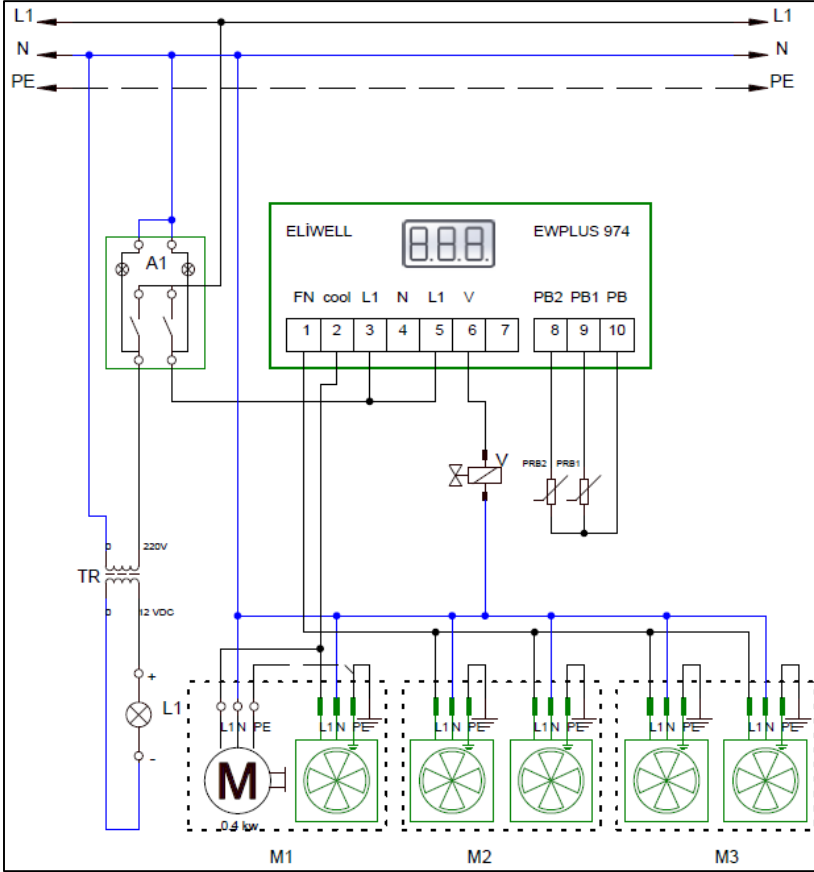 L1 L1
N N
PE PE
ELİWELL 8.8.8. EWPLUS 974
A1
FN cool L1 N L1 V PB2 PB1 PB
1 2 3 4 5 6 7 8 9 10
V
PRB2 PRB1
220V
TR
12 VDC
+
L1
-
L1 N PE L1 N PE L1 N PE L1 N PE L1 N PE L1 N PE
M
0.4 kw
M1 M2 M3